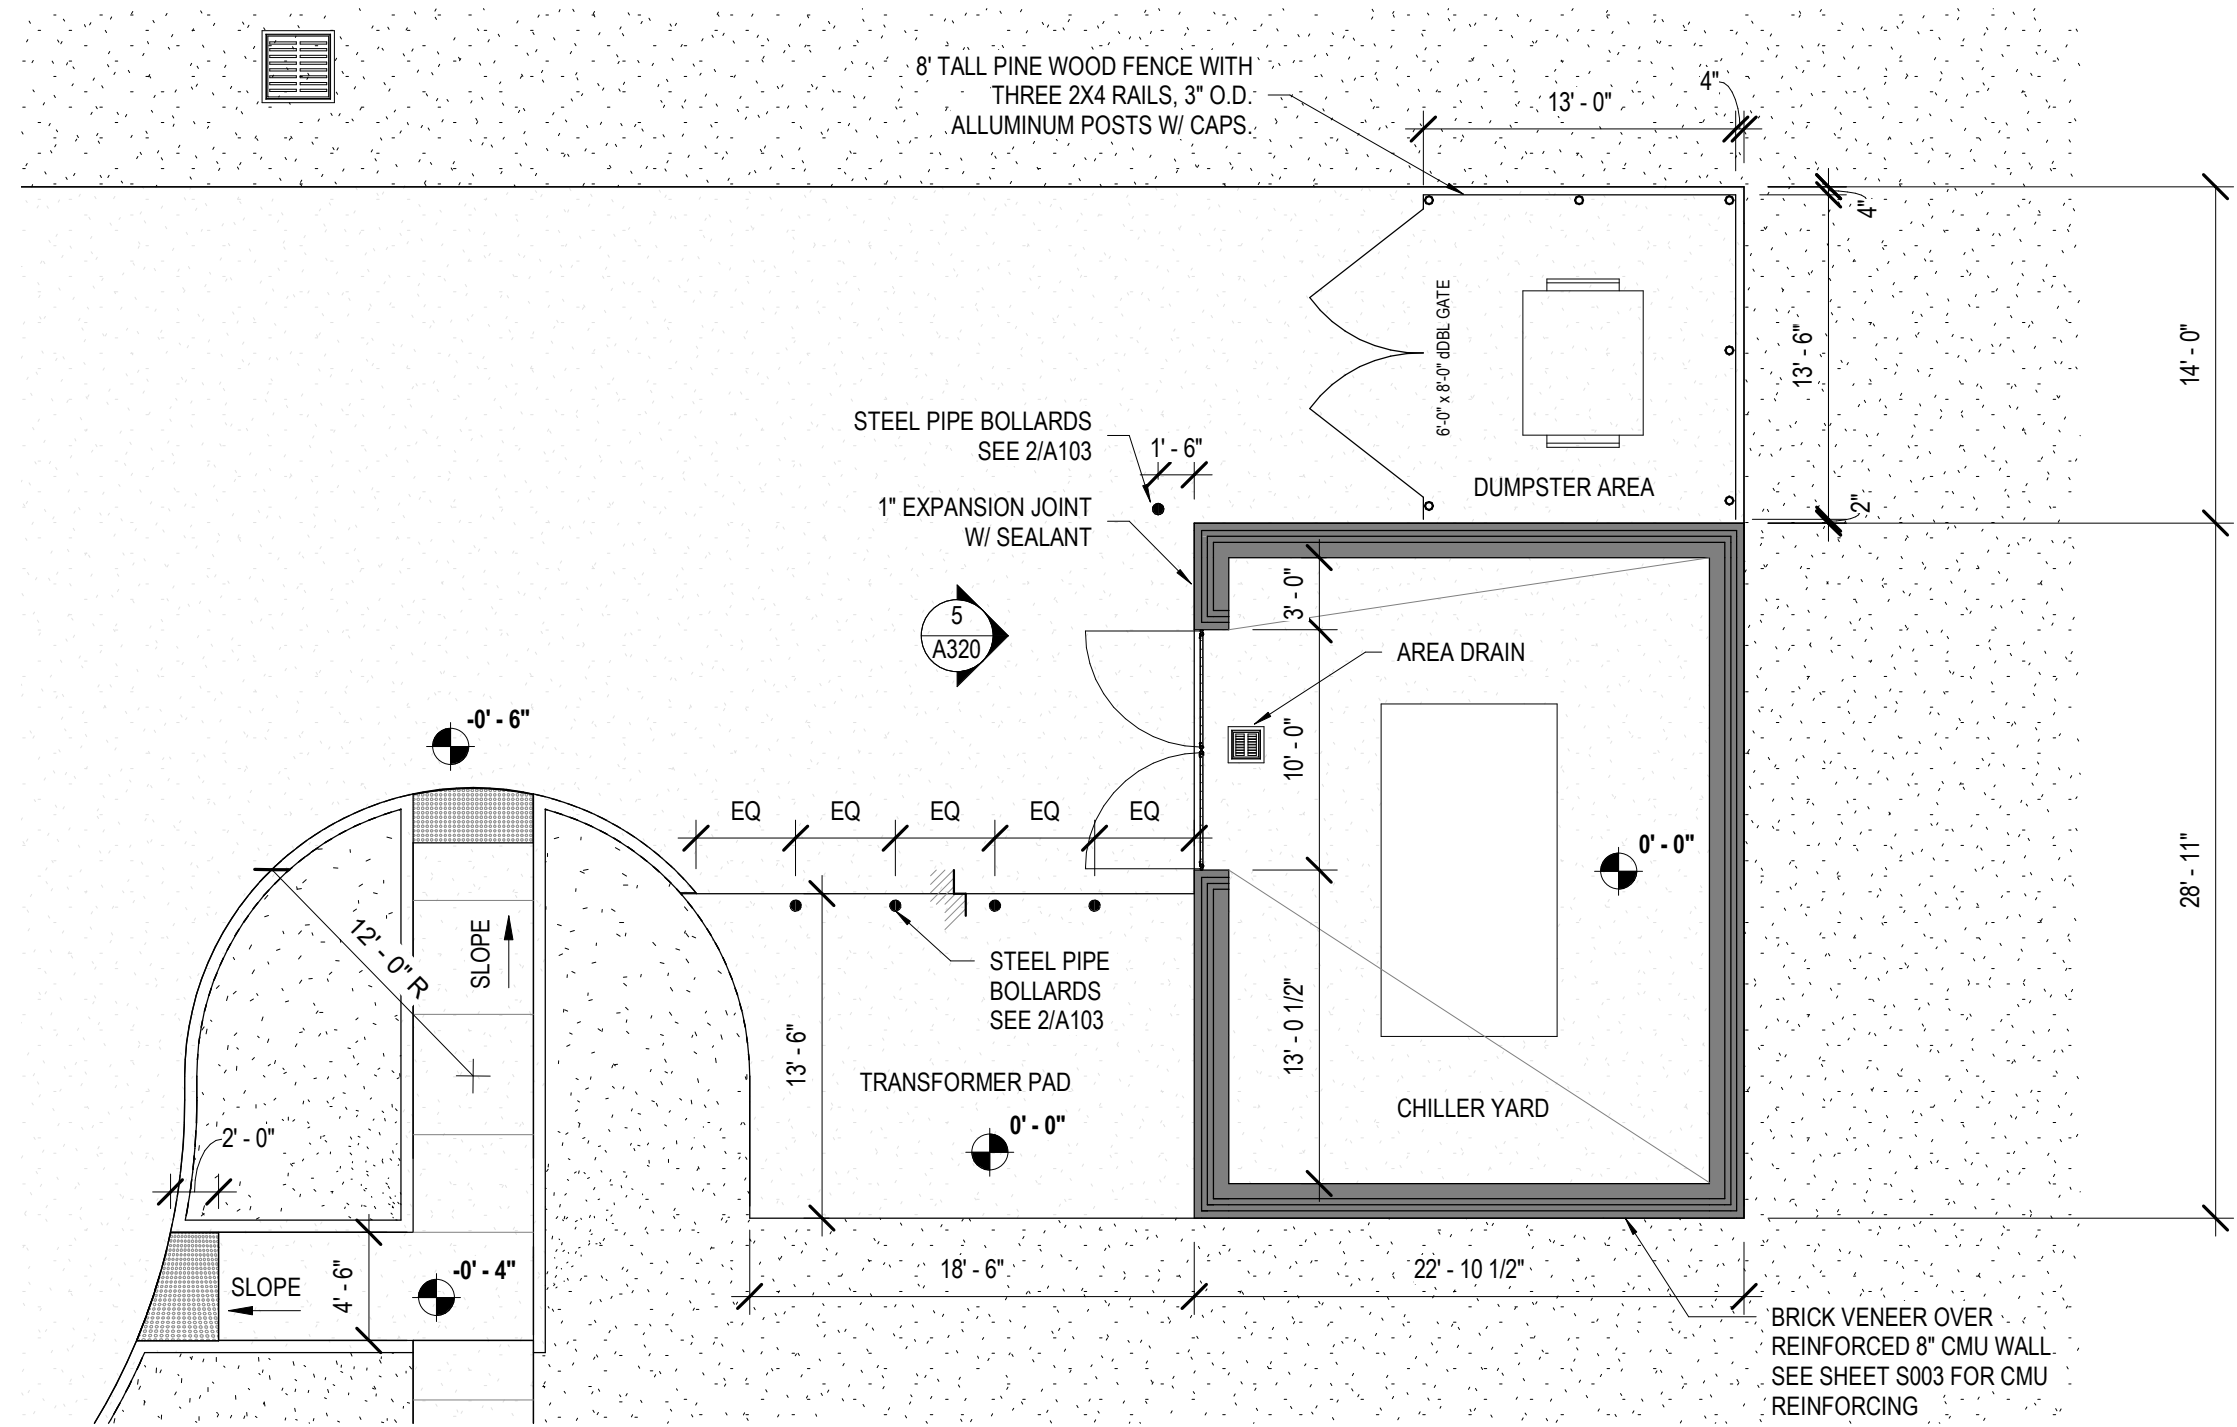 8' TALL PINE WOOD FENCE WITH
THREE 2X4 RAILS, 3" O.D.
ALLUMINUM POSTS W/ CAPS.
13' - 0"
4"
4"
13' - 6"
14' - 0"
2"
6'-0" x 8'-0" dDBL GATE
DUMPSTER AREA
STEEL PIPE BOLLARDS
SEE 2/A103
1' - 6"
1" EXPANSION JOINT
W/ SEALANT
5
A320
3' - 0"
AREA DRAIN
10' - 0"
-0' - 6"
EQ
EQ
EQ
EQ
EQ
0' - 0"
28' - 11"
12' - 0" R
SLOPE
STEEL PIPE
BOLLARDS
SEE 2/A103
13' - 6"
13' - 0 1/2"
TRANSFORMER PAD
0' - 0"
CHILLER YARD
2' - 0"
SLOPE
4' - 6"
-0' - 4"
18' - 6"
22' - 10 1/2"
BRICK VENEER OVER
REINFORCED 8" CMU WALL
SEE SHEET S003 FOR CMU
REINFORCING